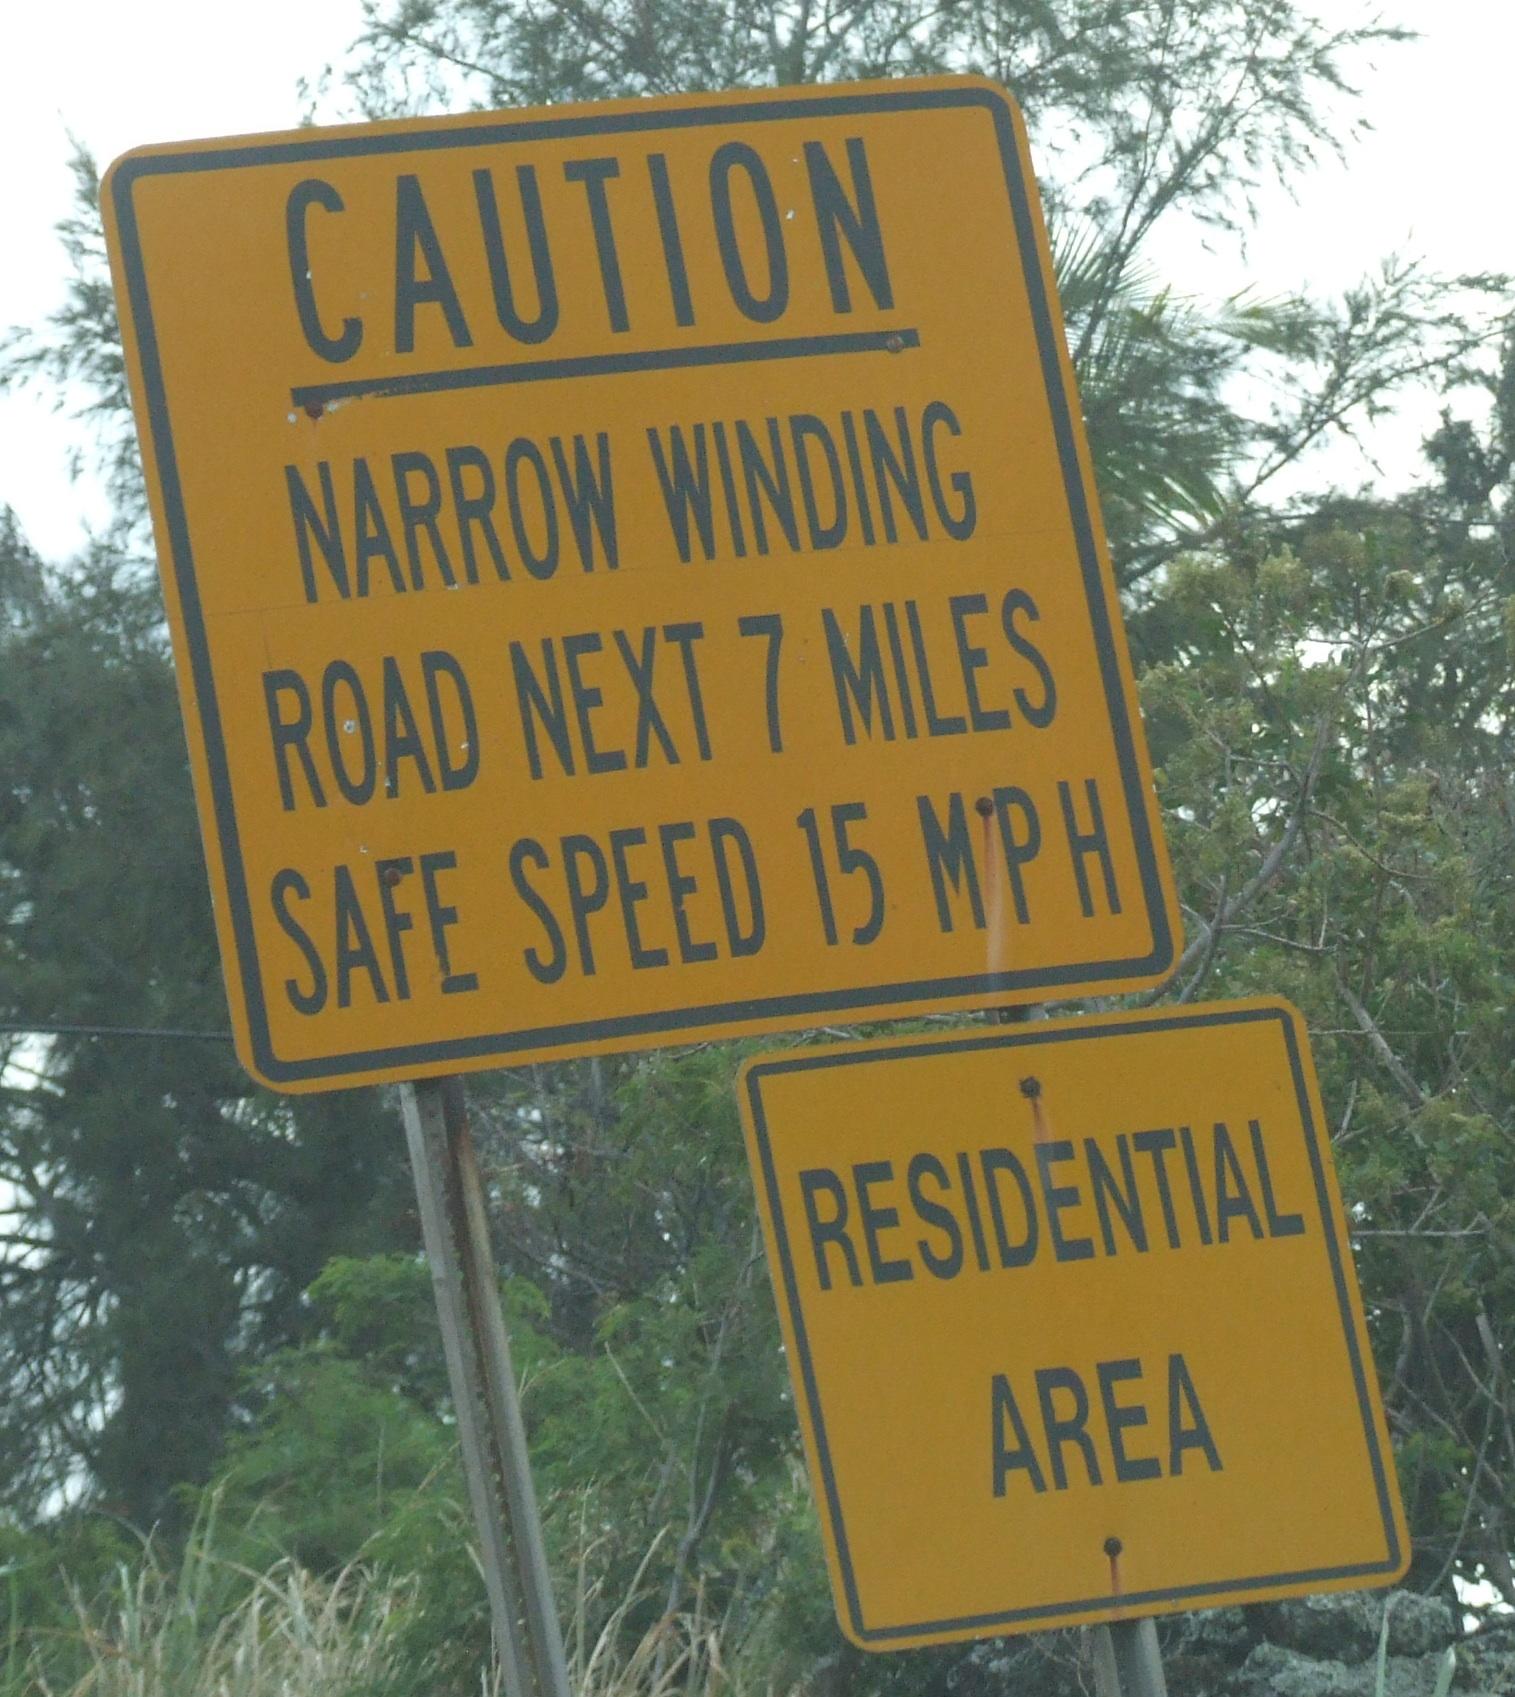 CAUTION
NARROW WINDING
ROAD NEXT 7 MILES
SAFE SPEED 15 MPH
RESIDENTIAL
AREA